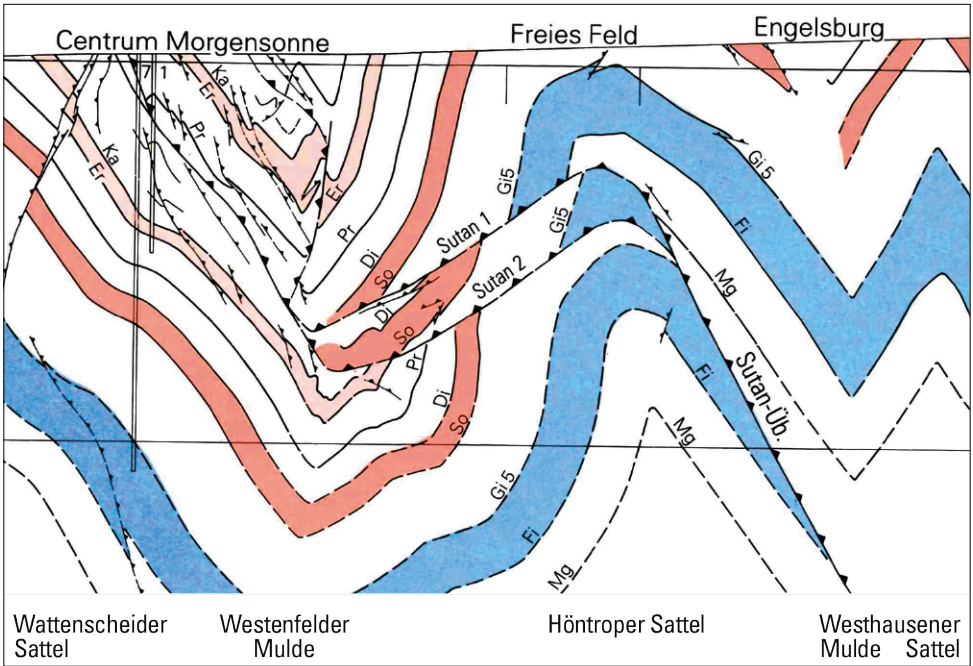 Centrum Morgensonne
Freies Feld
Engelsburg
7 1
Ka
Er
Pr
Ka
Er
Er
Pr
Di
So
Sutan 1
Sutan 2
Di
So
Pr
Di
So
Gi5
Gi5
Gi 5
Fi
Mg
Sutan-Üb.
Fi
Mg
Gi 5
Fi
Mg
Wattenscheider
Sattel
Westenfelder
Mulde
Höntroper Sattel
Westhausener
Mulde Sattel